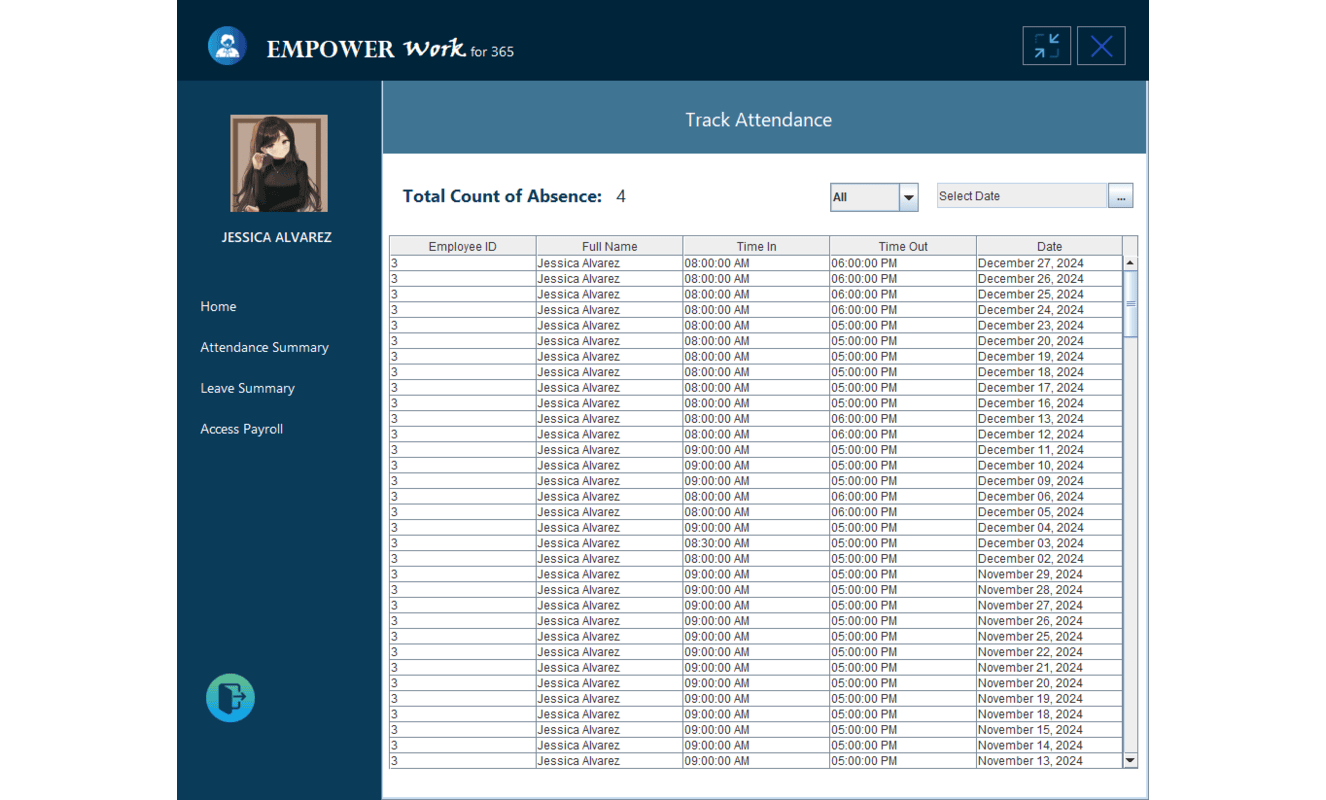 EMPOWER Work for 365
Track Attendance
JESSICA ALVAREZ
Home
Attendance Summary
Leave Summary
Access Payroll
Total Count of Absence: 4
All
Select Date
...
Employee ID Full Name Time In Time Out Date
3 Jessica Alvarez 08:00:00 AM 06:00:00 PM December 27, 2024
3 Jessica Alvarez 08:00:00 AM 06:00:00 PM December 26, 2024
3 Jessica Alvarez 08:00:00 AM 06:00:00 PM December 25, 2024
3 Jessica Alvarez 08:00:00 AM 06:00:00 PM December 24, 2024
3 Jessica Alvarez 08:00:00 AM 05:00:00 PM December 23, 2024
3 Jessica Alvarez 08:00:00 AM 05:00:00 PM December 20, 2024
3 Jessica Alvarez 08:00:00 AM 05:00:00 PM December 19, 2024
3 Jessica Alvarez 08:00:00 AM 05:00:00 PM December 18, 2024
3 Jessica Alvarez 08:00:00 AM 05:00:00 PM December 17, 2024
3 Jessica Alvarez 08:00:00 AM 05:00:00 PM December 16, 2024
3 Jessica Alvarez 08:00:00 AM 06:00:00 PM December 13, 2024
3 Jessica Alvarez 08:00:00 AM 06:00:00 PM December 12, 2024
3 Jessica Alvarez 09:00:00 AM 05:00:00 PM December 11, 2024
3 Jessica Alvarez 09:00:00 AM 05:00:00 PM December 10, 2024
3 Jessica Alvarez 09:00:00 AM 05:00:00 PM December 09, 2024
3 Jessica Alvarez 08:00:00 AM 06:00:00 PM December 06, 2024
3 Jessica Alvarez 08:00:00 AM 06:00:00 PM December 05, 2024
3 Jessica Alvarez 09:00:00 AM 05:00:00 PM December 04, 2024
3 Jessica Alvarez 08:30:00 AM 05:00:00 PM December 03, 2024
3 Jessica Alvarez 08:00:00 AM 05:00:00 PM December 02, 2024
3 Jessica Alvarez 09:00:00 AM 05:00:00 PM November 29, 2024
3 Jessica Alvarez 09:00:00 AM 05:00:00 PM November 28, 2024
3 Jessica Alvarez 09:00:00 AM 05:00:00 PM November 27, 2024
3 Jessica Alvarez 09:00:00 AM 05:00:00 PM November 26, 2024
3 Jessica Alvarez 09:00:00 AM 05:00:00 PM November 25, 2024
3 Jessica Alvarez 09:00:00 AM 05:00:00 PM November 22, 2024
3 Jessica Alvarez 09:00:00 AM 05:00:00 PM November 21, 2024
3 Jessica Alvarez 09:00:00 AM 05:00:00 PM November 20, 2024
3 Jessica Alvarez 09:00:00 AM 05:00:00 PM November 19, 2024
3 Jessica Alvarez 09:00:00 AM 05:00:00 PM November 18, 2024
3 Jessica Alvarez 09:00:00 AM 05:00:00 PM November 15, 2024
3 Jessica Alvarez 09:00:00 AM 05:00:00 PM November 14, 2024
3 Jessica Alvarez 09:00:00 AM 05:00:00 PM November 13, 2024